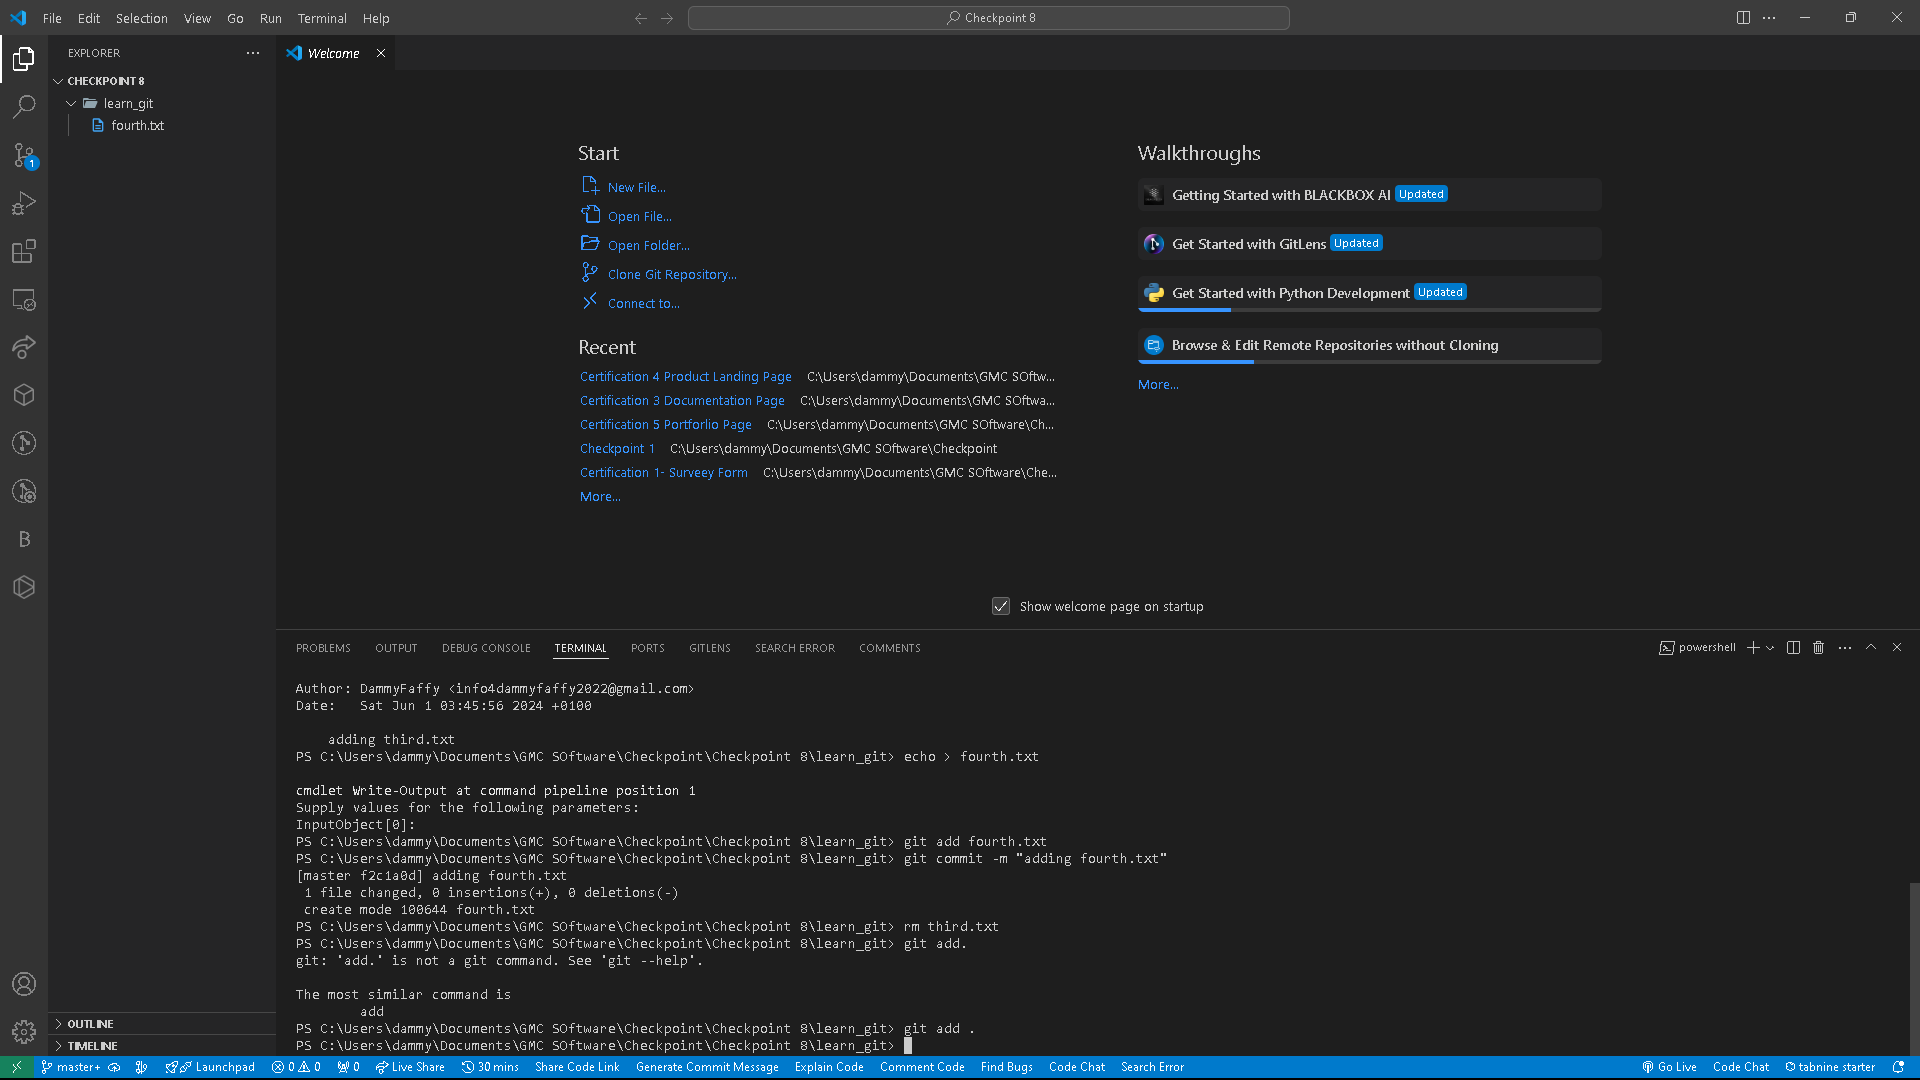 File Edit Selection View Go Run Terminal Help
Checkpoint 8
EXPLORER
Welcome
CHECKPOINT 8
learn_git
fourth.txt
1
B
OUTLINE
TIMELINE
Start
New File...
Open File...
Open Folder...
Clone Git Repository...
Connect to...
Recent
Certification 4 Product Landing Page C:\Users\dammy\Documents\GMC SOftw...
Certification 3 Documentation Page C:\Users\dammy\Documents\GMC SOftwa...
Certification 5 Portforlio Page C:\Users\dammy\Documents\GMC SOftware\Ch...
Checkpoint 1 C:\Users\dammy\Documents\GMC SOftware\Checkpoint
Certification 1- Surveey Form C:\Users\dammy\Documents\GMC SOftware\Che...
More...
Walkthroughs
Getting Started with BLACKBOX AI Updated
Get Started with GitLens Updated
Get Started with Python Development Updated
Browse & Edit Remote Repositories without Cloning
More...
Show welcome page on startup
PROBLEMS OUTPUT DEBUG CONSOLE TERMINAL PORTS GITLENS SEARCH ERROR COMMENTS
powershell
Author: DammyFaffy <info4dammyfaffy2022@gmail.com>
Date:   Sat Jun 1 03:45:56 2024 +0100
adding third.txt
PS C:\Users\dammy\Documents\GMC SOftware\Checkpoint\Checkpoint 8\learn_git> echo > fourth.txt
cmdlet Write-Output at command pipeline position 1
Supply values for the following parameters:
InputObject[0]:
PS C:\Users\dammy\Documents\GMC SOftware\Checkpoint\Checkpoint 8\learn_git> git add fourth.txt
PS C:\Users\dammy\Documents\GMC SOftware\Checkpoint\Checkpoint 8\learn_git> git commit -m "adding fourth.txt"
[master f2c1a0d] adding fourth.txt
1 file changed, 0 insertions(+), 0 deletions(-)
create mode 100644 fourth.txt
PS C:\Users\dammy\Documents\GMC SOftware\Checkpoint\Checkpoint 8\learn_git> rm third.txt
PS C:\Users\dammy\Documents\GMC SOftware\Checkpoint\Checkpoint 8\learn_git> git add.
git: 'add.' is not a git command. See 'git --help'.
The most similar command is
add
PS C:\Users\dammy\Documents\GMC SOftware\Checkpoint\Checkpoint 8\learn_git> git add .
PS C:\Users\dammy\Documents\GMC SOftware\Checkpoint\Checkpoint 8\learn_git>
master+ Launchpad 0 0 0 Live Share 30 mins Share Code Link Generate Commit Message Explain Code Comment Code Find Bugs Code Chat Search Error Go Live Code Chat tabnine starter